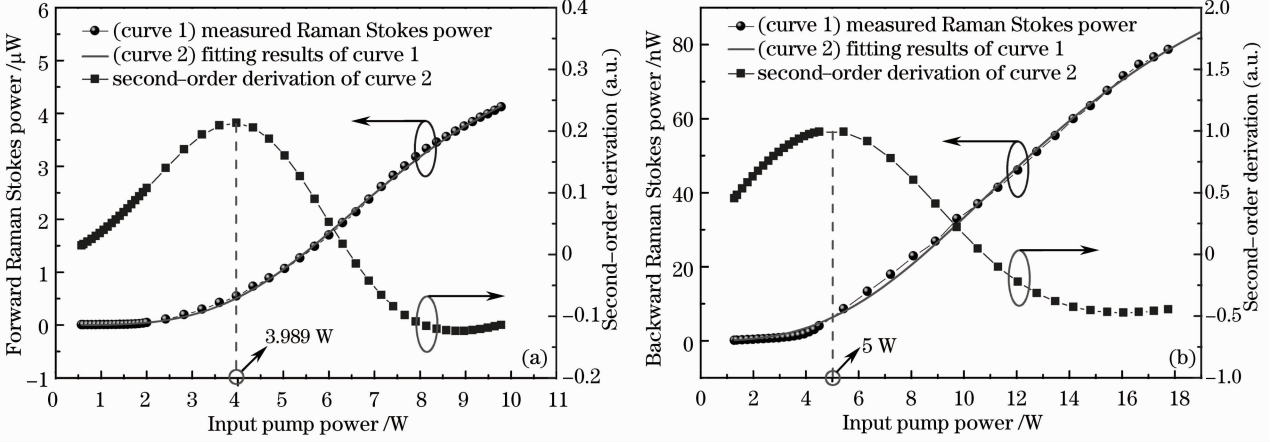 6
5
4
3
2
1
0
−1
Forward Raman Stokes power /μW
(curve 1) measured Raman Stokes power
(curve 2) fitting results of curve 1
second–order derivation of curve 2
3.989 W
(a)
0 1 2 3 4 5 6 7 8 9 10 11
Input pump power /W
0.4
0.3
0.2
0.1
0
−0.1
−0.2
Second–order derivation (a.u.)
80
60
40
20
0
Backward Raman Stokes power /nW
(curve 1) measured Raman Stokes power
(curve 2) fitting results of curve 1
second–order derivation of curve 2
5 W
(b)
0 2 4 6 8 10 12 14 16 18
Input pump power /W
2.0
1.5
1.0
0.5
0
−0.5
−1.0
Second–order derivation (a.u.)